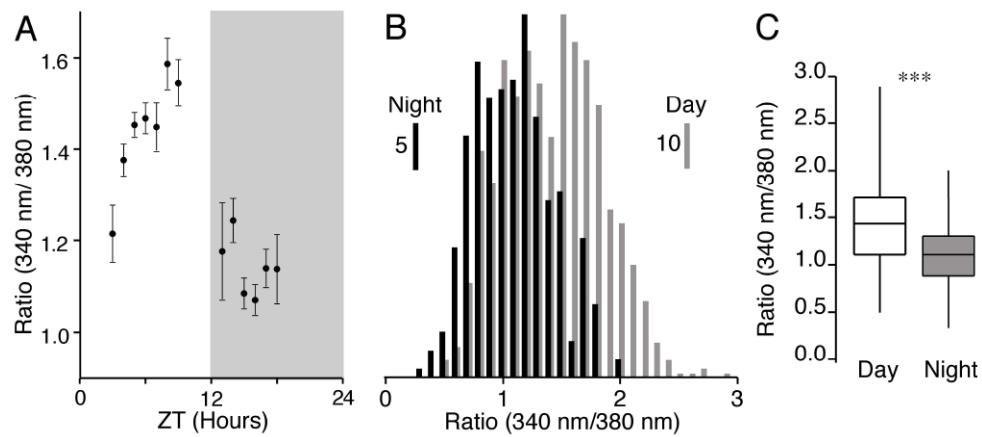 A
Ratio (340 nm/ 380 nm)
1.6
1.4
1.2
1.0
0
12
24
ZT (Hours)
B
Night
5
Day
10
0
1
2
3
Ratio (340 nm/380 nm)
C
***
Ratio (340 nm/380 nm)
3.0
2.5
2.0
1.5
1.0
0.5
0.0
Day
Night